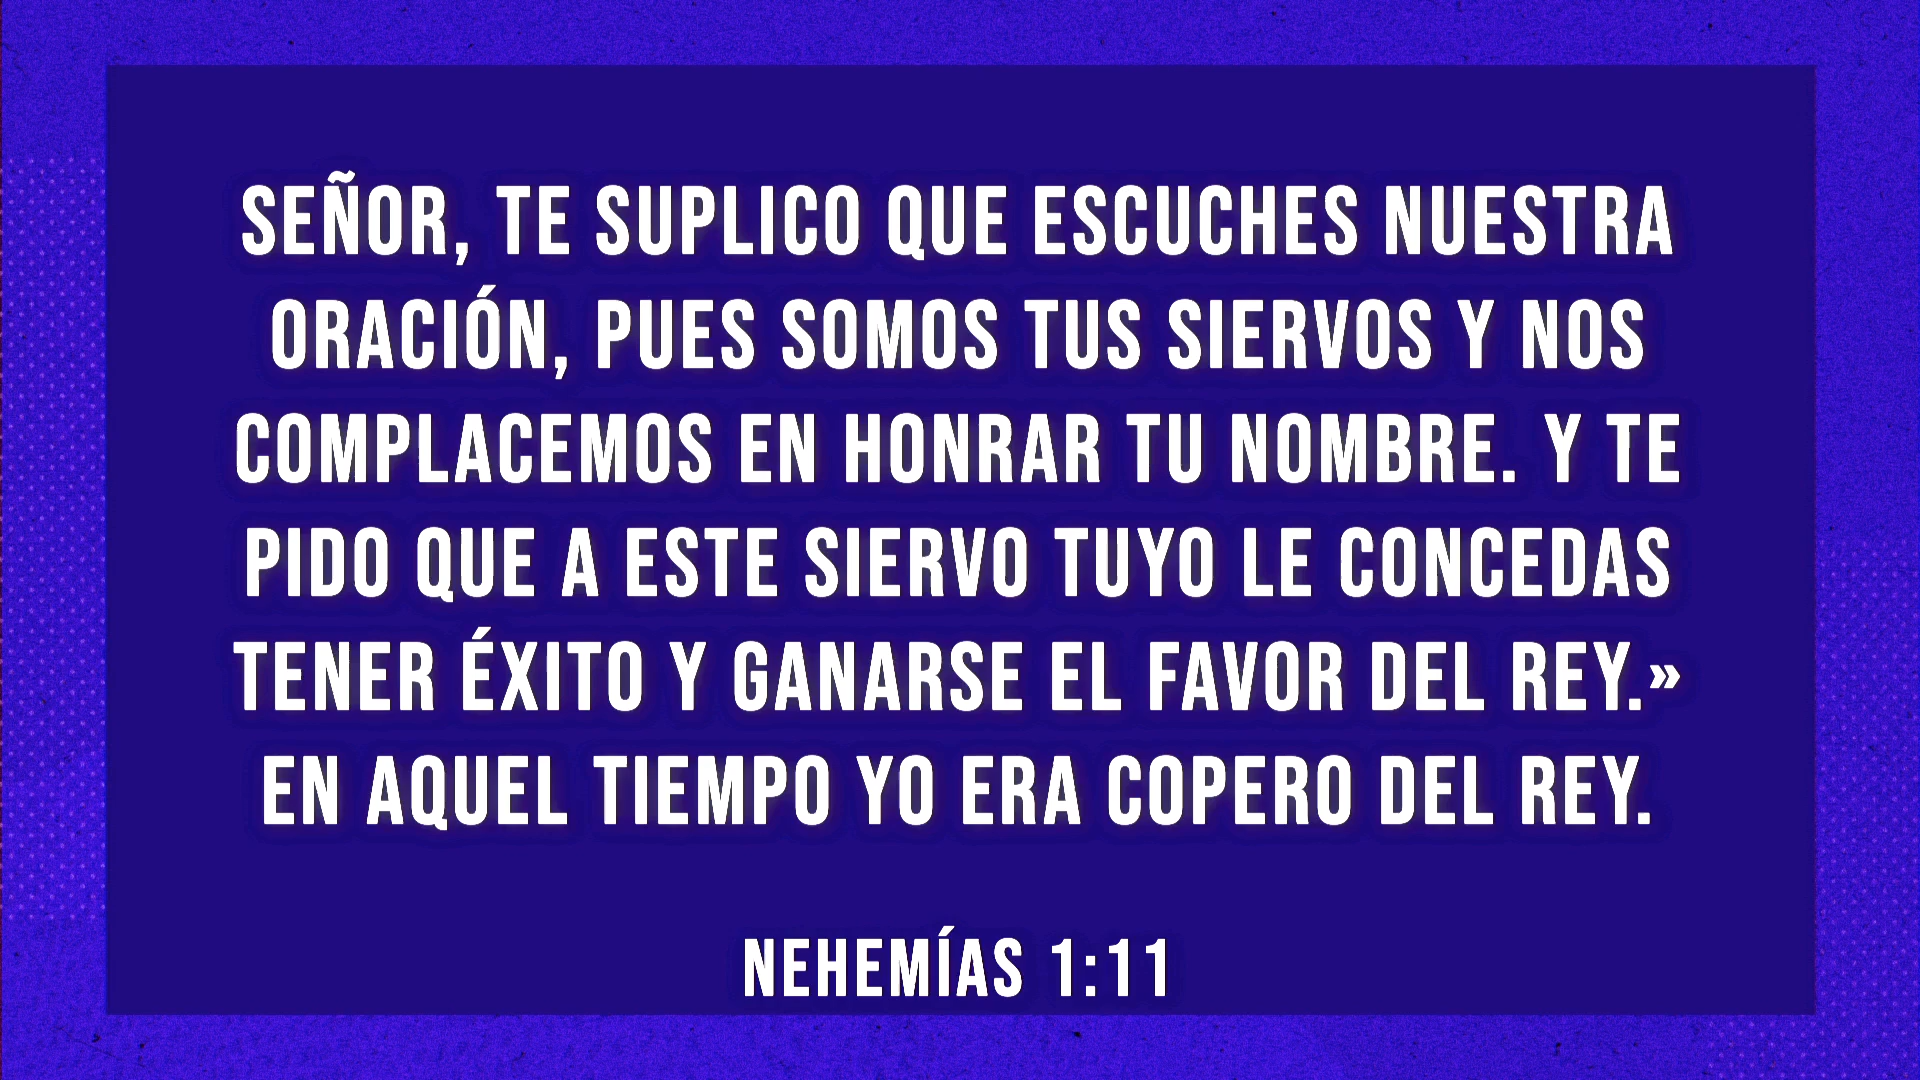 SEÑOR, TE SUPLICO QUE ESCUCHES NUESTRA
ORACIÓN, PUES SOMOS TUS SIERVOS Y NOS
COMPLACEMOS EN HONRAR TU NOMBRE. Y TE
PIDO QUE A ESTE SIERVO TUYO LE CONCEDAS
TENER ÉXITO Y GANARSE EL FAVOR DEL REY.»
EN AQUEL TIEMPO YO ERA COPERO DEL REY.
NEHEMÍAS 1:11